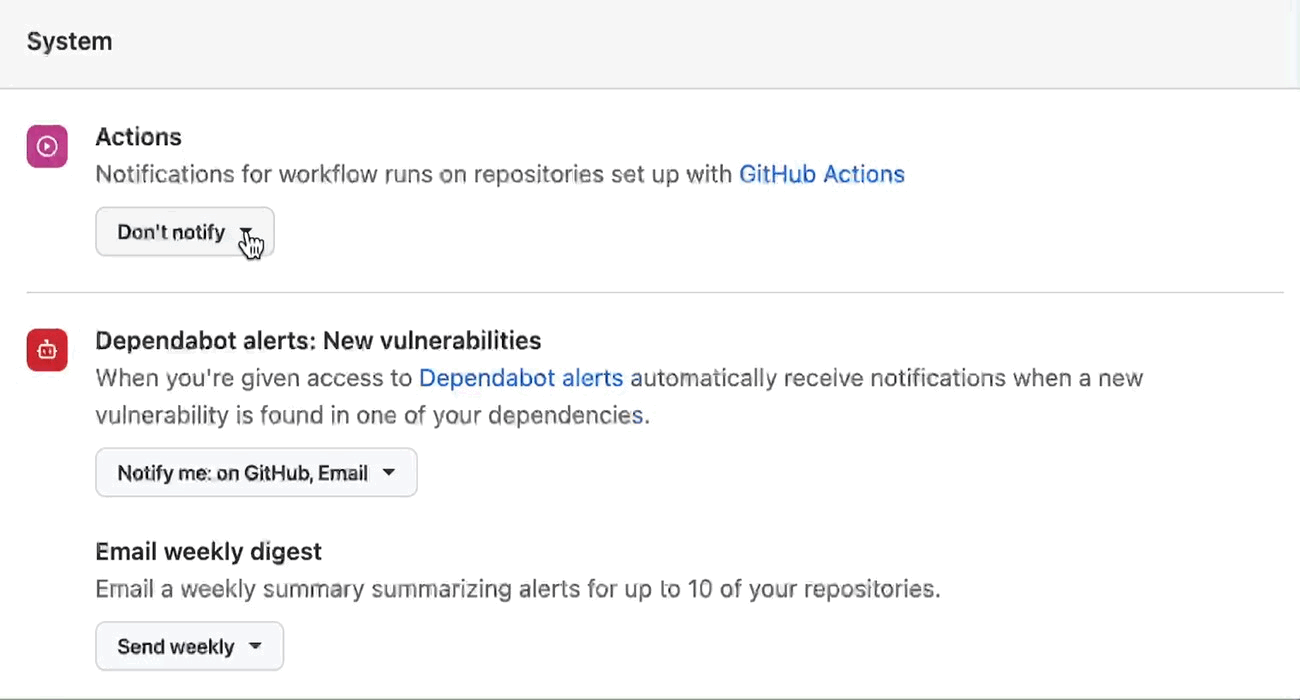 System
Actions
Notifications for workflow runs on repositories set up with GitHub Actions
Don't notify
Dependabot alerts: New vulnerabilities
When you're given access to Dependabot alerts automatically receive notifications when a new
vulnerability is found in one of your dependencies.
Notify me: on GitHub, Email
Email weekly digest
Email a weekly summary summarizing alerts for up to 10 of your repositories.
Send weekly